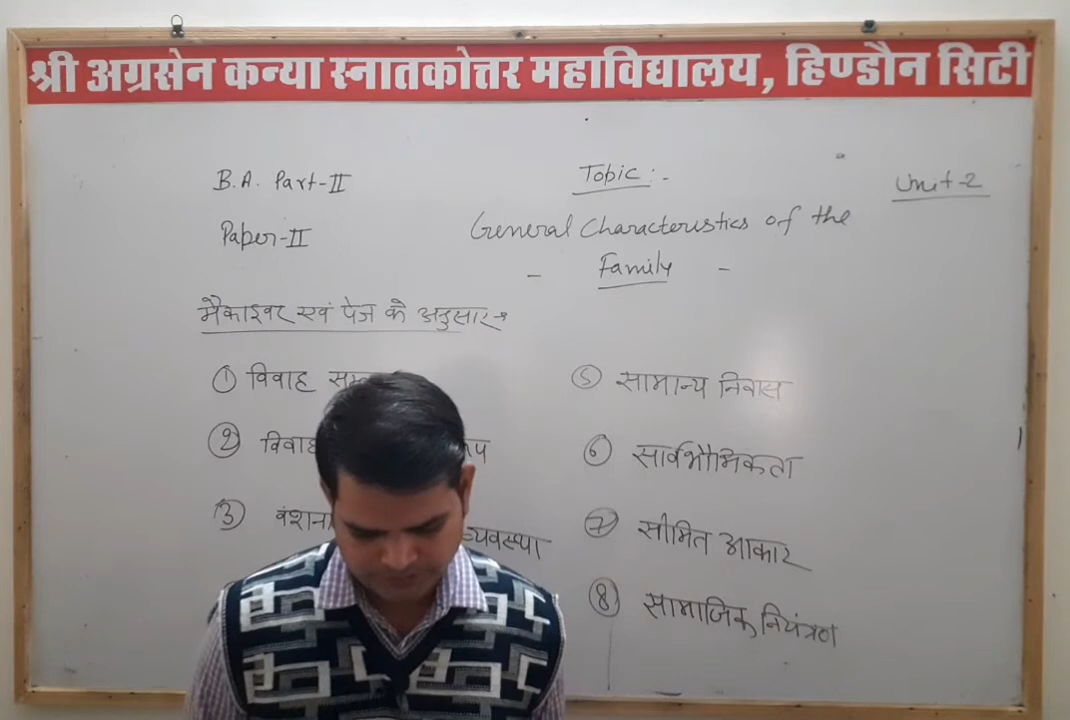 श्री अग्रसेन कन्या स्नातकोत्तर महाविद्यालय, हिण्डौन सिटी
B.A. Part-II
Paper-II
Topic :-
General Characteristics of the
- Family -
Unit-2
मैकाइवर एवं पेज के अनुसार→
① विवाह
② विवाह
③
व्यवस्था
⑤ सामान्य निवास
⑥ सार्वभौमिकता
⑦ सीमित आकार
⑧ सामाजिक नियंत्रण